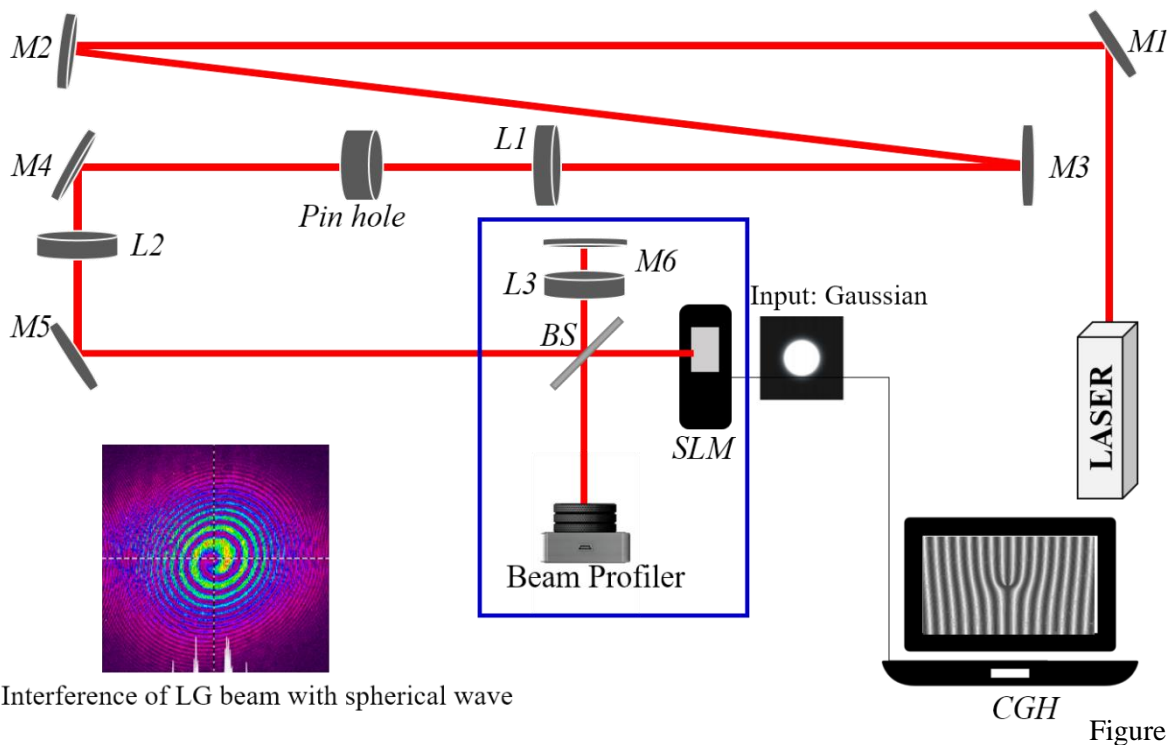 M2
M1
L1
M4
M3
Pin hole
L2
M6
L3
Input: Gaussian
M5
BS
LASER
SLM
Beam Profiler
Interference of LG beam with spherical wave
CGH
Figure